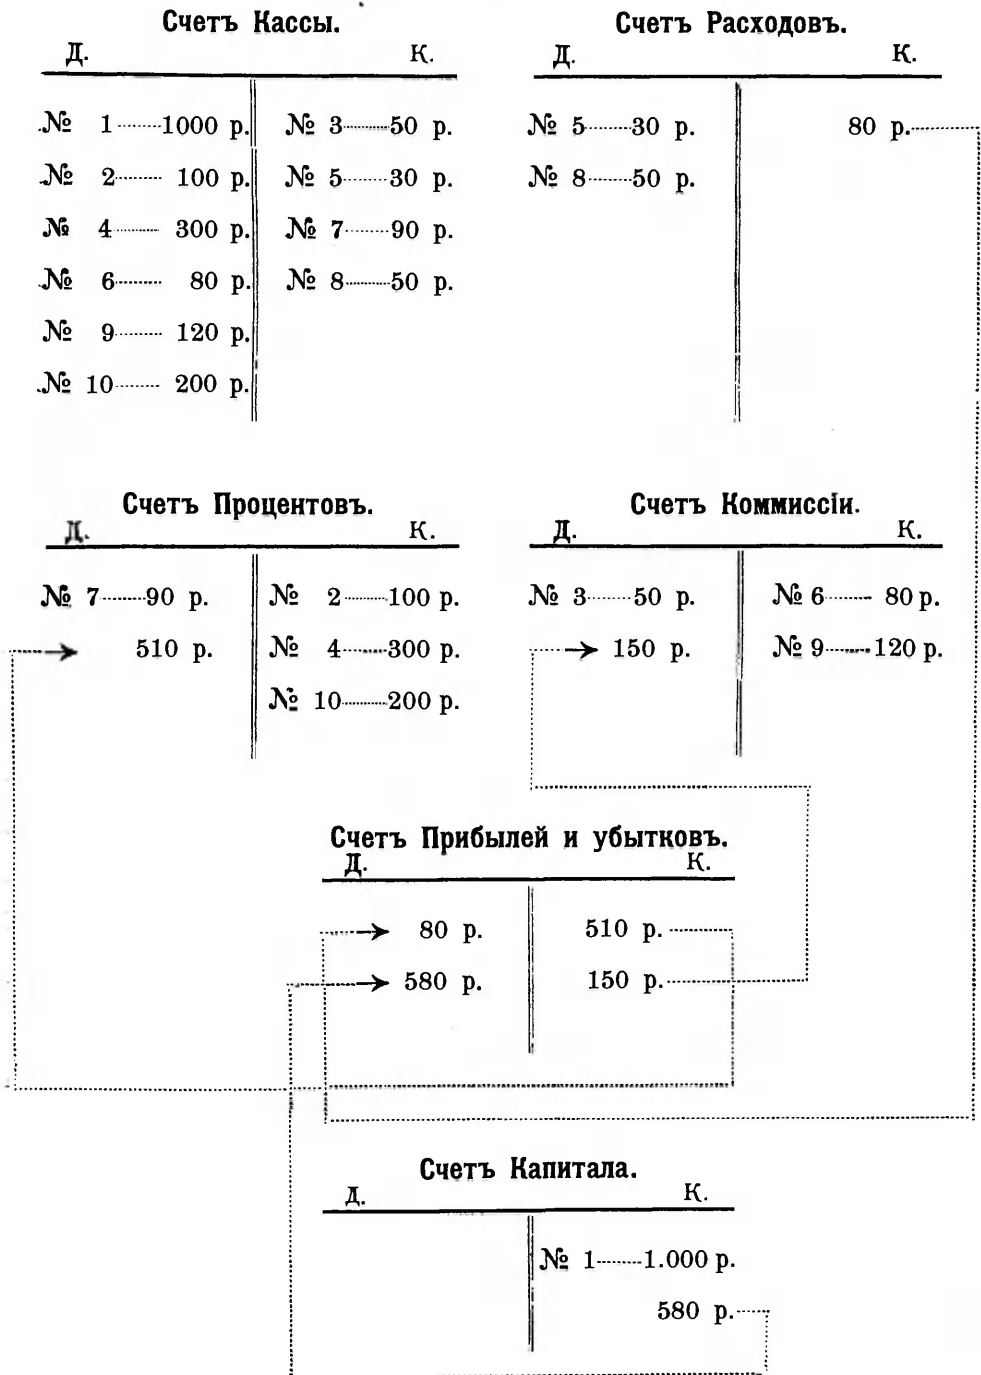 Счетъ Кассы.
Д. К.
№ 1 1000 р. № 3 50 р.
№ 2 100 р. № 5 30 р.
№ 4 300 р. № 7 90 р.
№ 6 80 р. № 8 50 р.
№ 9 120 р.
№ 10 200 р.
Счетъ Расходовъ.
Д. К.
№ 5 30 р. 80 р.
№ 8 50 р.
Счетъ Процентовъ.
Д. К.
№ 7 90 р. № 2 100 р.
510 р. № 4 300 р.
№ 10 200 р.
Счетъ Коммиссіи.
Д. К.
№ 3 50 р. № 6 80 р.
150 р. № 9 120 р.
Счетъ Прибылей и убытковъ.
Д. К.
80 р. 510 р.
580 р. 150 р.
Счетъ Капитала.
Д. К.
№ 1 1.000 р.
580 р.